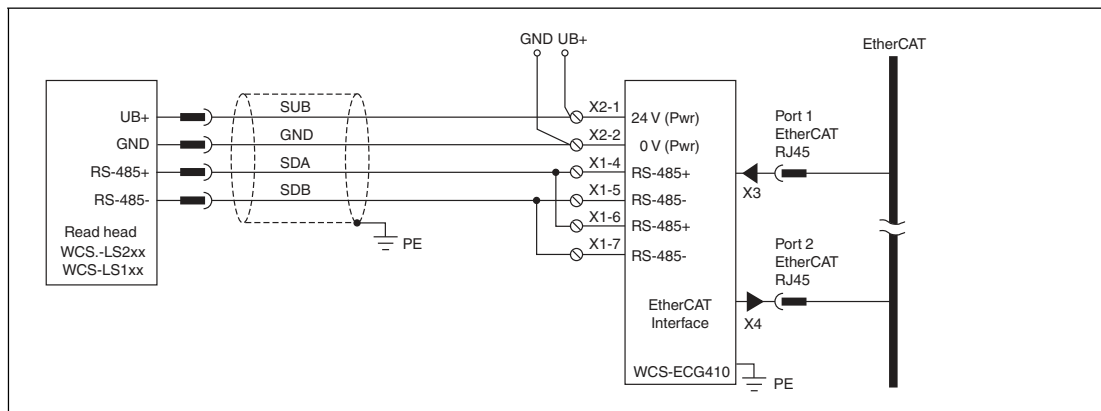 GND UB+
EtherCAT
UB+
GND
RS-485+
RS-485-
Read head
WCS.-LS2xx
WCS-LS1xx
SUB
GND
SDA
SDB
PE
X2-1
X2-2
X1-4
X1-5
X1-6
X1-7
24 V (Pwr)
0 V (Pwr)
RS-485+
RS-485-
RS-485+
RS-485-
EtherCAT
Interface
WCS-ECG410
PE
X3
Port 1
EtherCAT
RJ45
X4
Port 2
EtherCAT
RJ45